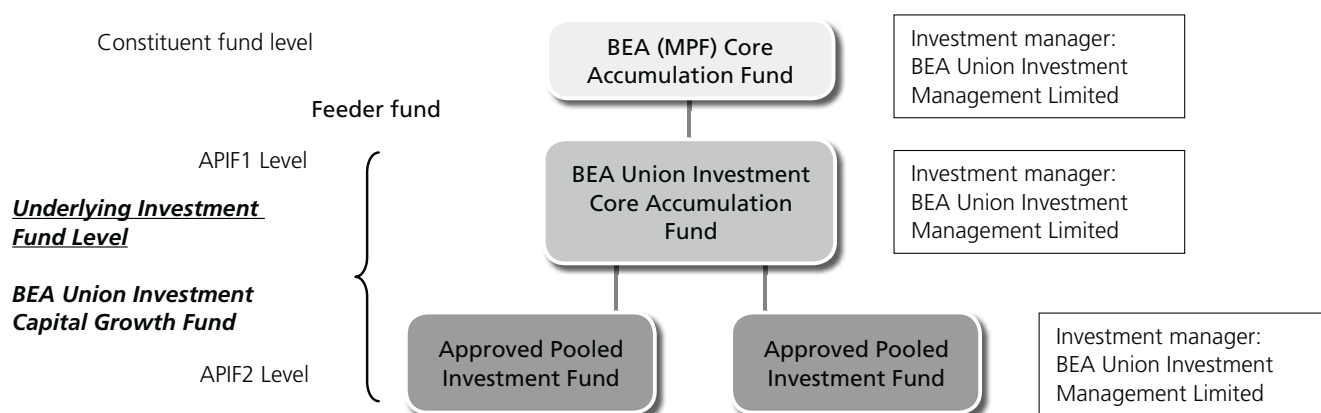 Constituent fund level
BEA (MPF) Core
Accumulation Fund
Investment manager:
BEA Union Investment
Management Limited
Feeder fund
APIF1 Level
BEA Union Investment
Core Accumulation
Fund
Investment manager:
BEA Union Investment
Management Limited
Underlying Investment
Fund Level
BEA Union Investment
Capital Growth Fund
APIF2 Level
Approved Pooled
Investment Fund
Approved Pooled
Investment Fund
Investment manager:
BEA Union Investment
Management Limited